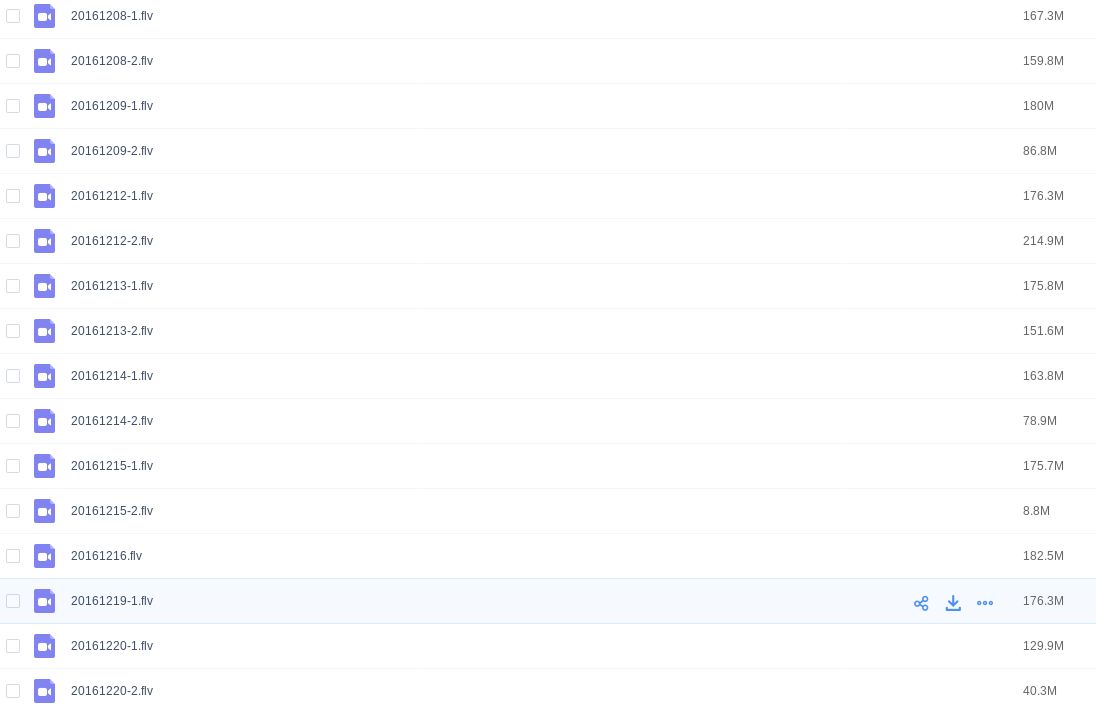 20161208-1.flv 167.3M
20161208-2.flv 159.8M
20161209-1.flv 180M
20161209-2.flv 86.8M
20161212-1.flv 176.3M
20161212-2.flv 214.9M
20161213-1.flv 175.8M
20161213-2.flv 151.6M
20161214-1.flv 163.8M
20161214-2.flv 78.9M
20161215-1.flv 175.7M
20161215-2.flv 8.8M
20161216.flv 182.5M
20161219-1.flv 176.3M
20161220-1.flv 129.9M
20161220-2.flv 40.3M